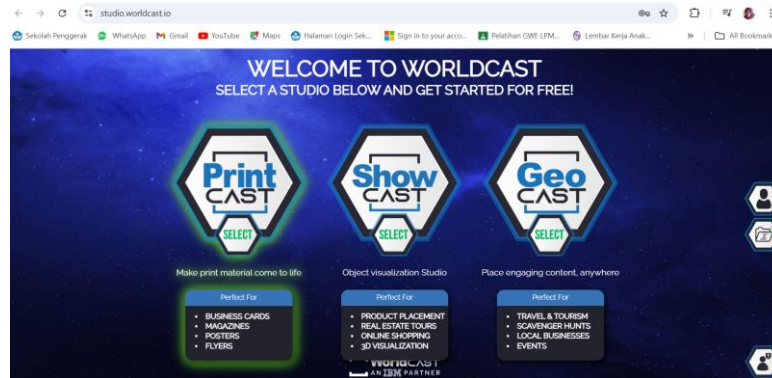 studio.worldcast.io
Sekolah Penggerak WhatsApp Gmail YouTube Maps Halaman Login Sek... Sign in to your acco... Pelatihan GWE LPM... Lembar Kerja Anak... » All Bookmark
WELCOME TO WORLDCAST
SELECT A STUDIO BELOW AND GET STARTED FOR FREE!
Print CAST
SELECT
Make print material come to life
Perfect For
• BUSINESS CARDS
• MAGAZINES
• POSTERS
• FLYERS
Show CAST
SELECT
Object visualization Studio
Perfect For
• PRODUCT PLACEMENT
• REAL ESTATE TOURS
• ONLINE SHOPPING
• 3D VISUALIZATION
Geo CAST
SELECT
Place engaging content, anywhere
Perfect For
• TRAVEL & TOURISM
• SCAVENGER HUNTS
• LOCAL BUSINESSES
• EVENTS
WorldCAST
AN IBM PARTNER